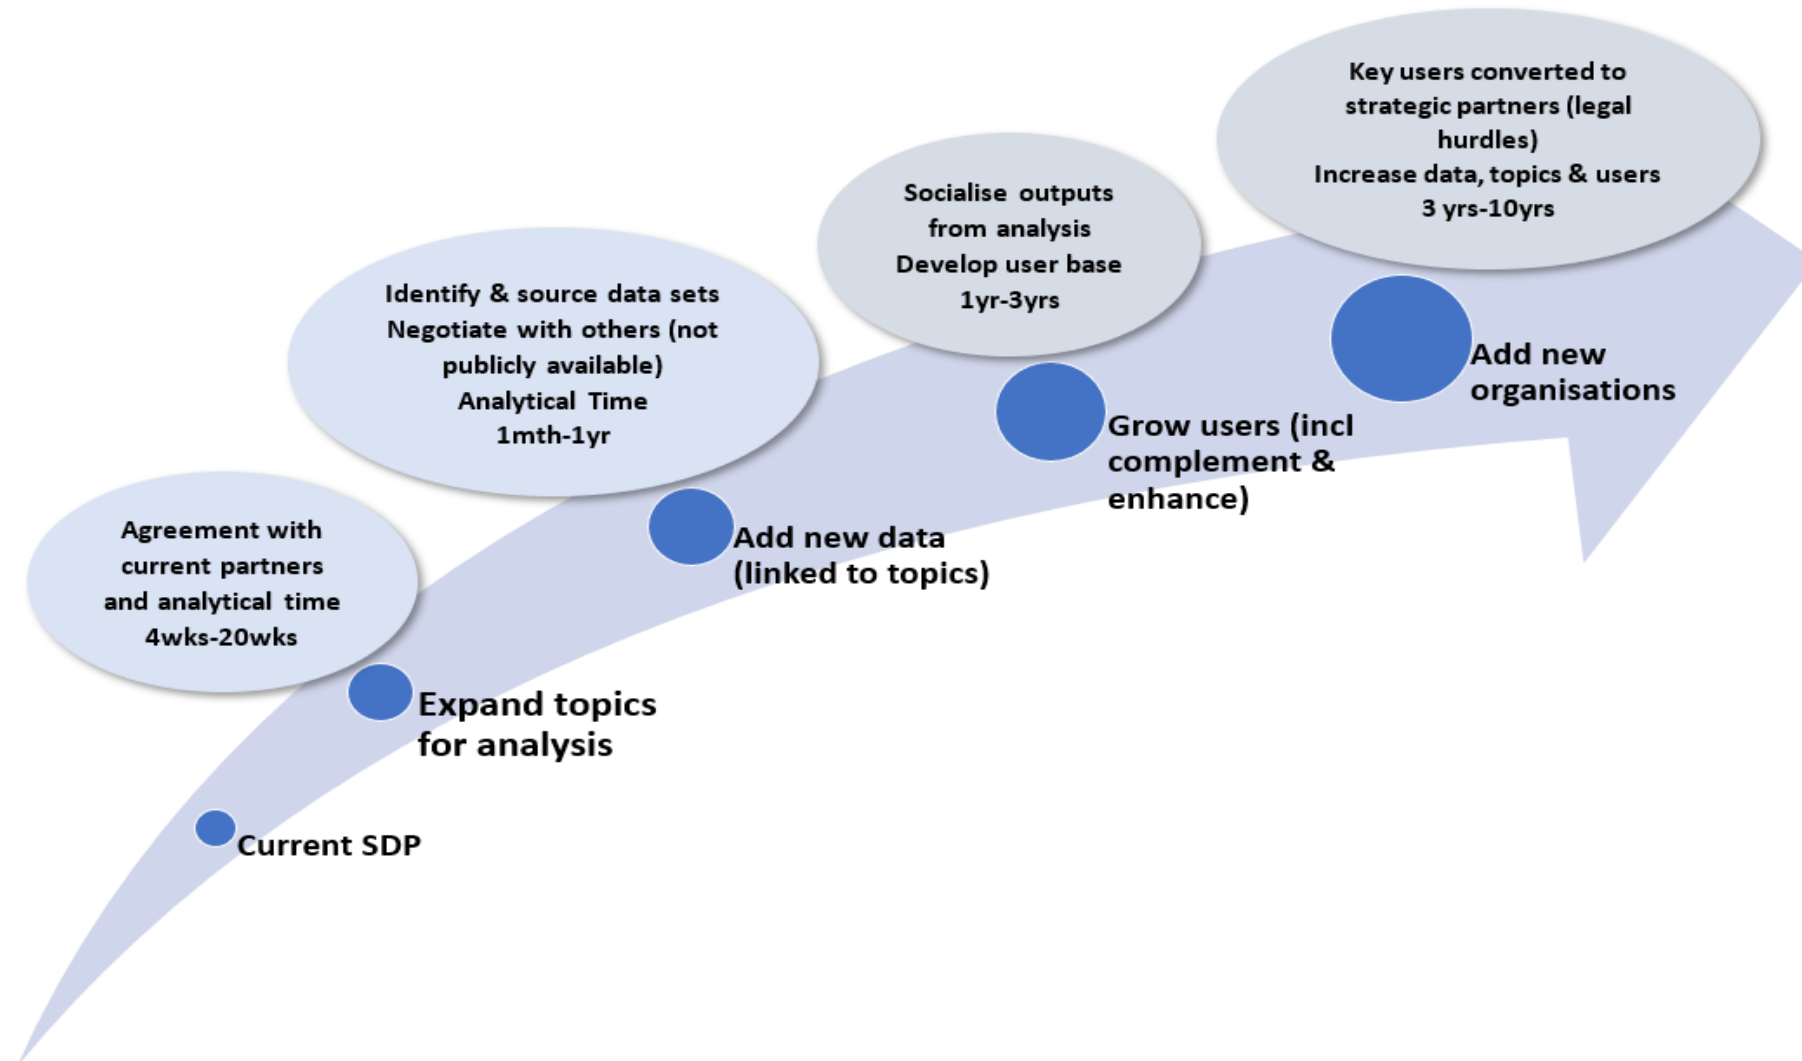 Key users converted to
strategic partners (legal
hurdles)
Increase data, topics & users
3 yrs-10yrs
Socialise outputs
from analysis
Develop user base
1yr-3yrs
Identify & source data sets
Negotiate with others (not
publicly available)
Analytical Time
1mth-1yr
Agreement with
current partners
and analytical time
4wks-20wks
Add new
organisations
Grow users (incl
complement &
enhance)
Add new data
(linked to topics)
Expand topics
for analysis
Current SDP